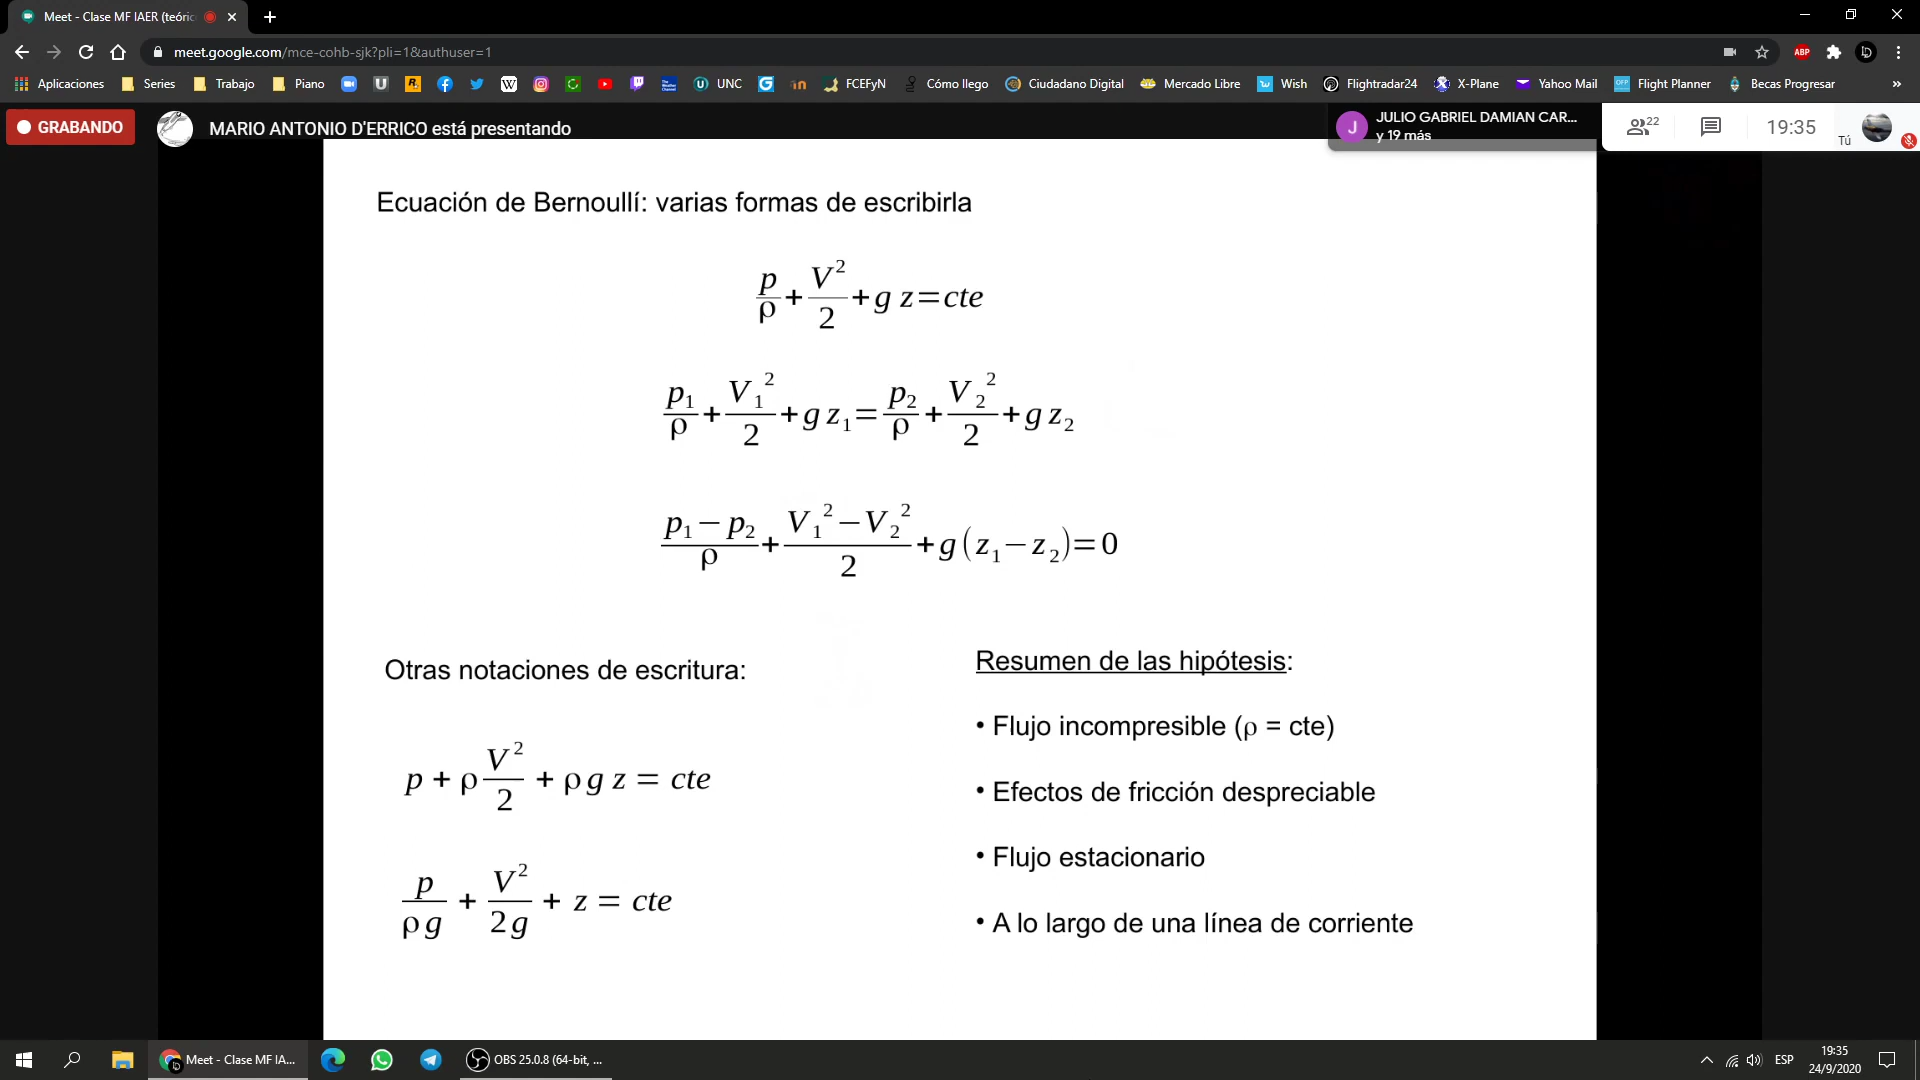 Meet - Clase MF IAER (teóric
meet.google.com/mce-cohb-sjk?pli=1&authuser=1
ABP
Aplicaciones Series Trabajo Piano UNC FCEFyN Cómo llego Ciudadano Digital Mercado Libre Wish Flightradar24 X-Plane Yahoo Mail Flight Planner Becas Progresar »
GRABANDO
MARIO ANTONIO D'ERRICO está presentando
J
JULIO GABRIEL DAMIAN CAR...
y 19 más
22
19:35
Tú
Ecuación de Bernoullí: varias formas de escribirla
p/ρ + V²/2 + g z = cte
p₁/ρ + V₁²/2 + g z₁ = p₂/ρ + V₂²/2 + g z₂
(p₁ − p₂)/ρ + (V₁² − V₂²)/2 + g (z₁ − z₂) = 0
Otras notaciones de escritura:
p + ρ V²/2 + ρ g z = cte
p/(ρ g) + V²/(2 g) + z = cte
Resumen de las hipótesis:
• Flujo incompresible (ρ = cte)
• Efectos de fricción despreciable
• Flujo estacionario
• A lo largo de una línea de corriente
Meet - Clase MF IA...
OBS 25.0.8 (64-bit, ...
ESP
19:35
24/9/2020